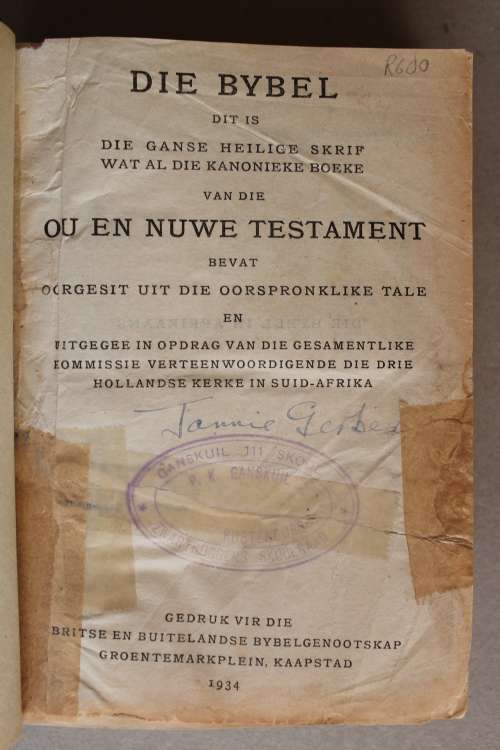 R600
DIE BYBEL
DIT IS
DIE GANSE HEILIGE SKRIF
WAT AL DIE KANONIEKE BOEKE
VAN DIE
OU EN NUWE TESTAMENT
BEVAT
OORGESIT UIT DIE OORSPRONKLIKE TALE
EN
UITGEGEE IN OPDRAG VAN DIE GESAMENTLIKE
KOMMISSIE VERTEENWOORDIGENDE DIE DRIE
HOLLANDSE KERKE IN SUID-AFRIKA
GANSKUIL
P. K. GANSKUIL
GEDRUK VIR DIE
BRITSE EN BUITELANDSE BYBELGENOOTSKAP
GROENTEMARKPLEIN, KAAPSTAD
1934